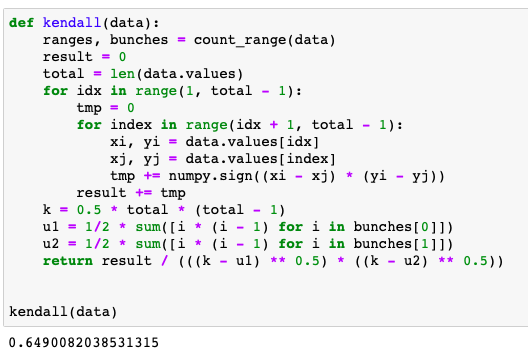 def kendall(data):
    ranges, bunches = count_range(data)
    result = 0
    total = len(data.values)
    for idx in range(1, total - 1):
        tmp = 0
        for index in range(idx + 1, total - 1):
            xi, yi = data.values[idx]
            xj, yj = data.values[index]
            tmp += numpy.sign((xi - xj) * (yi - yj))
        result += tmp
    k = 0.5 * total * (total - 1)
    u1 = 1/2 * sum([i * (i - 1) for i in bunches[0]])
    u2 = 1/2 * sum([i * (i - 1) for i in bunches[1]])
    return result / (((k - u1) ** 0.5) * ((k - u2) ** 0.5))
kendall(data)
0.6490082038531315